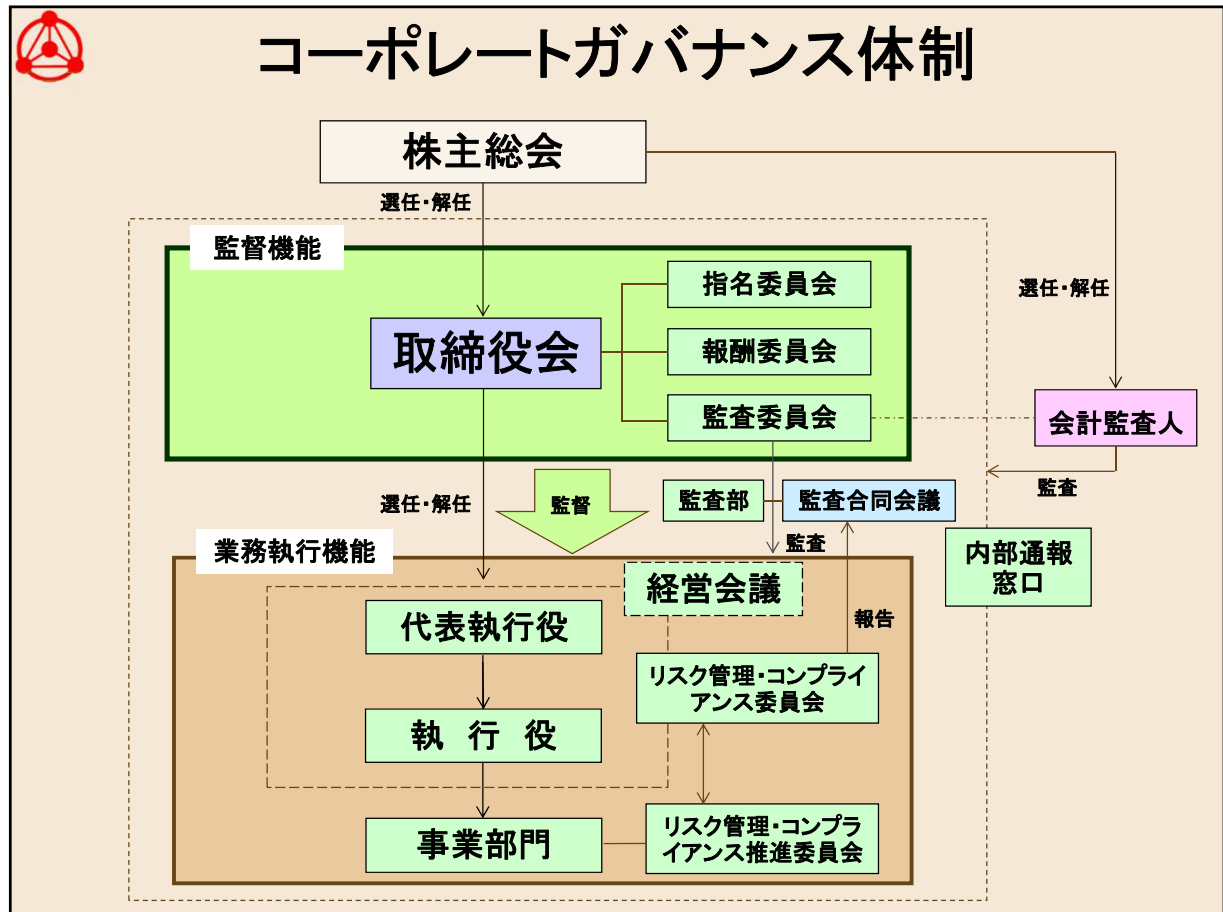 コーポレートガバナンス体制
株主総会
選任・解任
監督機能
指名委員会
選任・解任
取締役会
報酬委員会
監査委員会
会計監査人
監査
選任・解任
監督
監査部
監査合同会議
監査
業務執行機能
内部通報
窓口
経営会議
代表執行役
報告
リスク管理・コンプライ
アンス委員会
執 行 役
事業部門
リスク管理・コンプラ
イアンス推進委員会